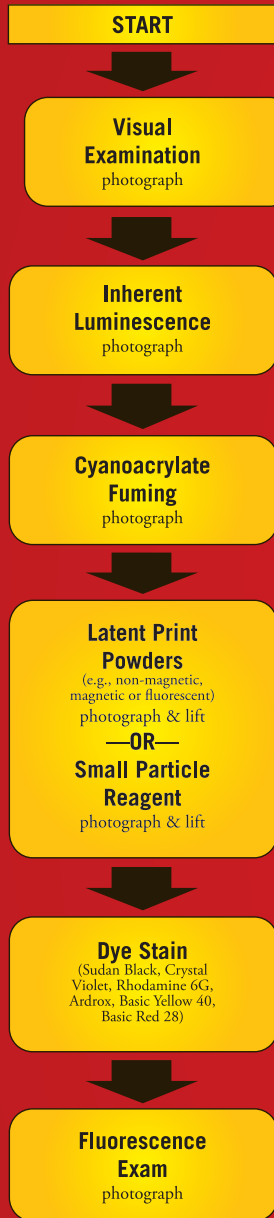 START
Visual
Examination
photograph
Inherent
Luminescence
photograph
Cyanoacrylate
Fuming
photograph
Latent Print
Powders
(e.g., non-magnetic,
magnetic or fluorescent)
photograph & lift
—OR—
Small Particle
Reagent
photograph & lift
Dye Stain
(Sudan Black, Crystal
Violet, Rhodamine 6G,
Ardrox, Basic Yellow 40,
Basic Red 28)
Fluorescence
Exam
photograph